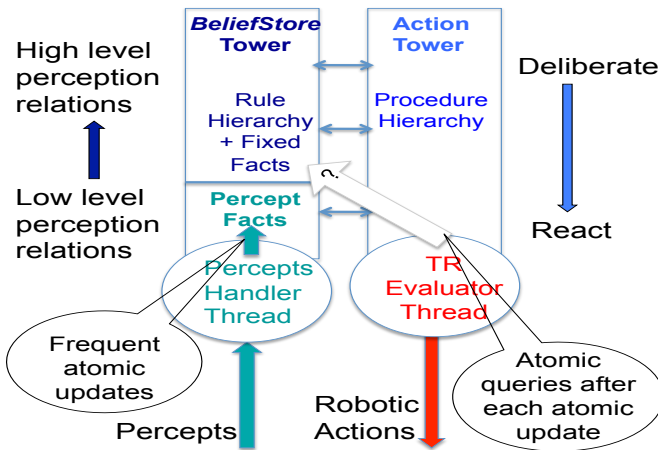 BeliefStore
Tower
Action
Tower
High level
perception
relations
Deliberate
Rule
Hierarchy
+ Fixed
Facts
Procedure
Hierarchy
?
Low level
perception
relations
Percept
Facts
React
Percepts
Handler
Thread
TR
Evaluator
Thread
Frequent
atomic
updates
Atomic
queries after
each atomic
update
Percepts
Robotic
Actions